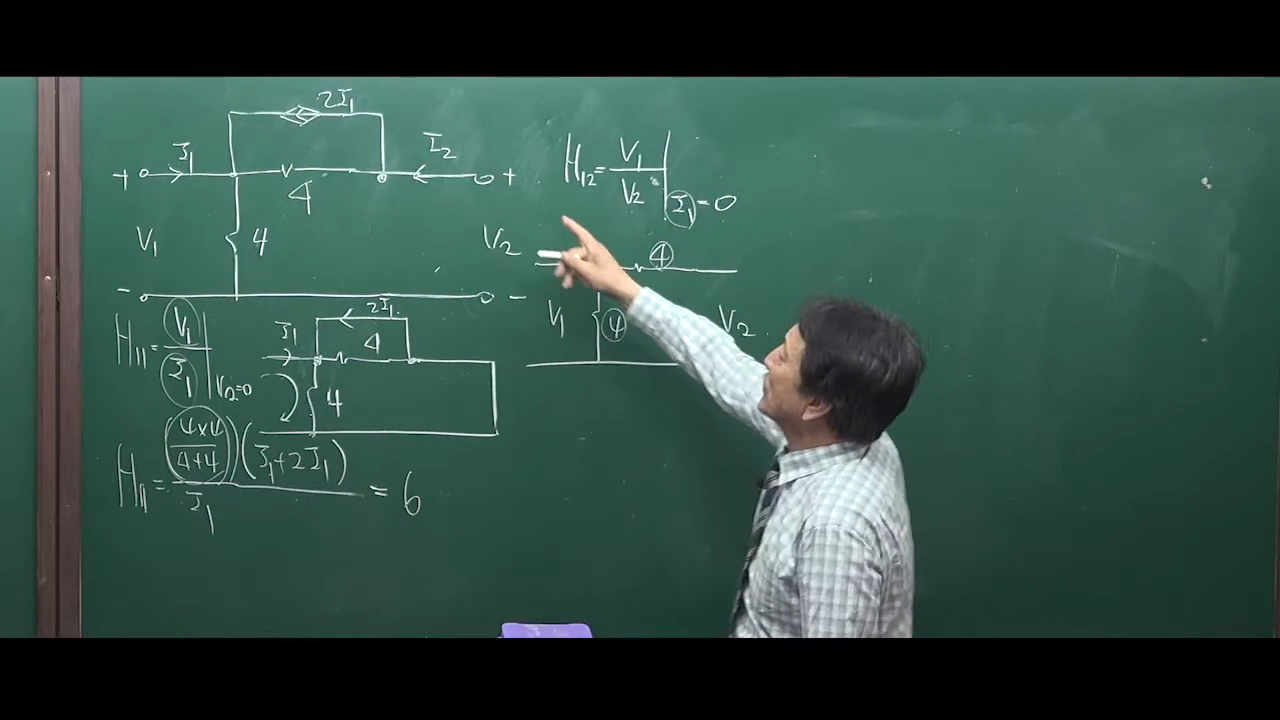 2I₁
I₁
I₂
+
4
+
V₁
4
V₂
-
-
H₁₁ = V₁ / I₁ | V₂=0
I₁
2I₁
4
4
H₁₁ = (4×4 / 4+4)(I₁+2I₁) / I₁ = 6
H₁₂ = V₁ / V₂ | I₁ = 0
4
V₁
4
V₂